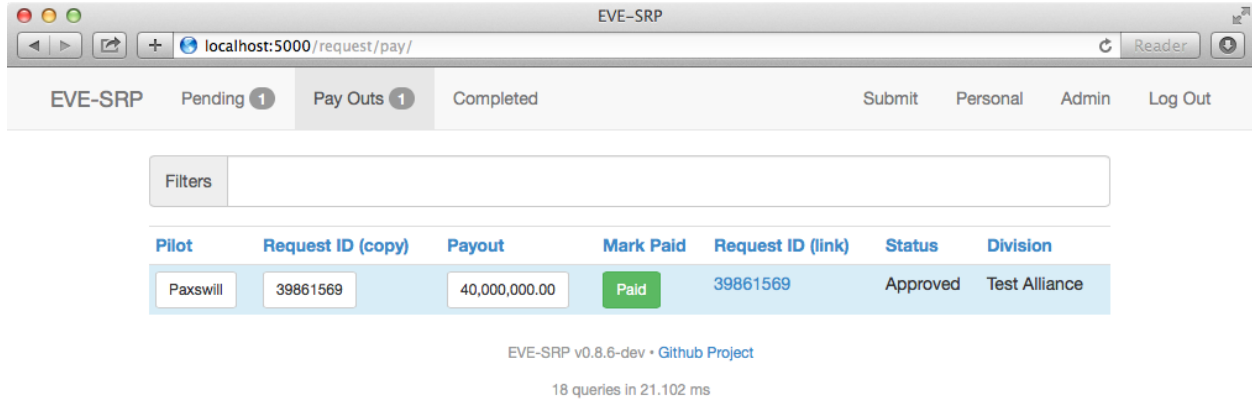 EVE-SRP
localhost:5000/request/pay/ Reader
EVE-SRP Pending 1 Pay Outs 1 Completed Submit Personal Admin Log Out
Filters
Pilot Request ID (copy) Payout Mark Paid Request ID (link) Status Division
Paxswill 39861569 40,000,000.00 Paid 39861569 Approved Test Alliance
EVE-SRP v0.8.6-dev • Github Project
18 queries in 21.102 ms